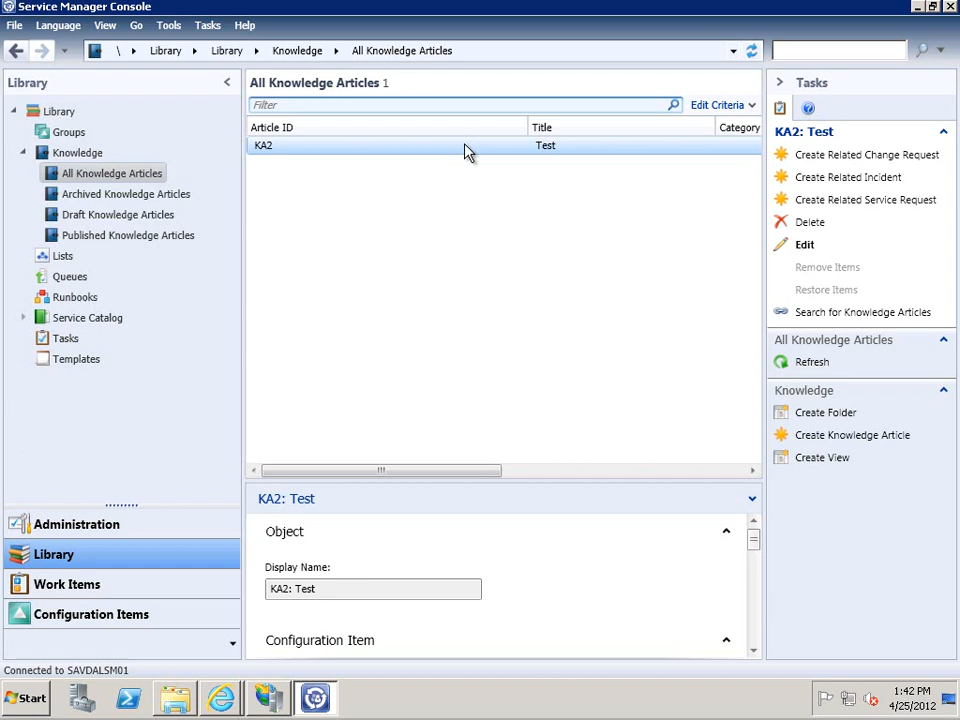 Service Manager Console
File Language View Go Tools Tasks Help
\ Library Library Knowledge All Knowledge Articles
Library
Library
Groups
Knowledge
All Knowledge Articles
Archived Knowledge Articles
Draft Knowledge Articles
Published Knowledge Articles
Lists
Queues
Runbooks
Service Catalog
Tasks
Templates
Administration
Library
Work Items
Configuration Items
All Knowledge Articles 1
Filter Edit Criteria
Article ID Title Category
KA2 Test
KA2: Test
Object
Display Name:
KA2: Test
Configuration Item
Tasks
KA2: Test
Create Related Change Request
Create Related Incident
Create Related Service Request
Delete
Edit
Remove Items
Restore Items
Search for Knowledge Articles
All Knowledge Articles
Refresh
Knowledge
Create Folder
Create Knowledge Article
Create View
Connected to SAVDALSM01
Start
1:42 PM
4/25/2012